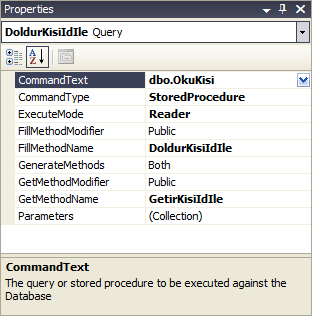 Properties
DoldurKisiIdIle Query
CommandText dbo.OkuKisi
CommandType StoredProcedure
ExecuteMode Reader
FillMethodModifier Public
FillMethodName DoldurKisiIdIle
GenerateMethods Both
GetMethodModifier Public
GetMethodName GetirKisiIdIle
Parameters (Collection)
CommandText
The query or stored procedure to be executed against the
Database